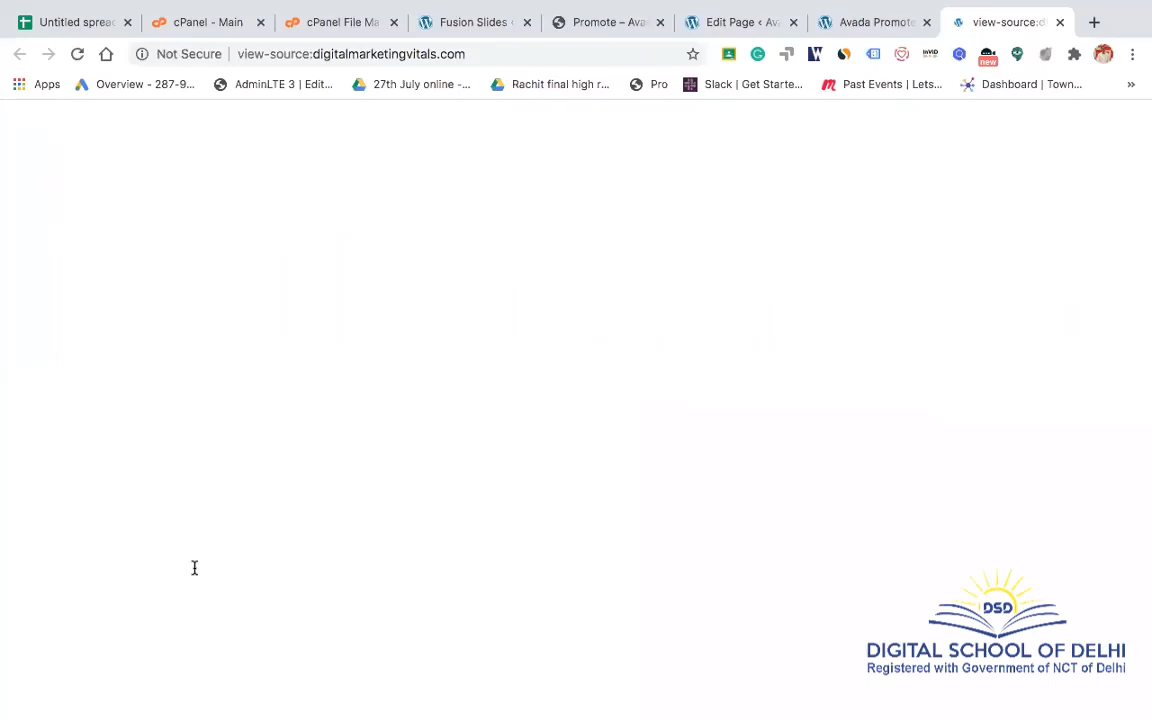 Untitled spreac
cPanel - Main
cPanel File Ma
Fusion Slides ‹
Promote – Ava
Edit Page ‹ Ava
Avada Promote
view-source:d
Not Secure
view-source:digitalmarketingvitals.com
new
Apps
Overview - 287-9...
AdminLTE 3 | Edit...
27th July online -...
Rachit final high r...
Pro
Slack | Get Starte...
Past Events | Lets...
Dashboard | Town...
»
DSD
DIGITAL SCHOOL OF DELHI
Registered with Government of NCT of Delhi